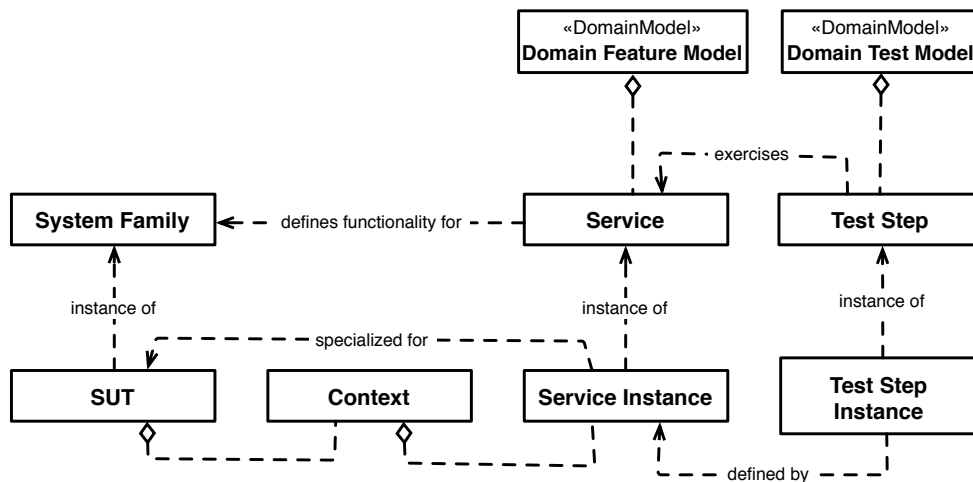 «DomainModel»
Domain Feature Model
«DomainModel»
Domain Test Model
exercises
System Family
defines functionality for
Service
Test Step
instance of
instance of
instance of
specialized for
SUT
Context
Service Instance
Test Step
Instance
defined by